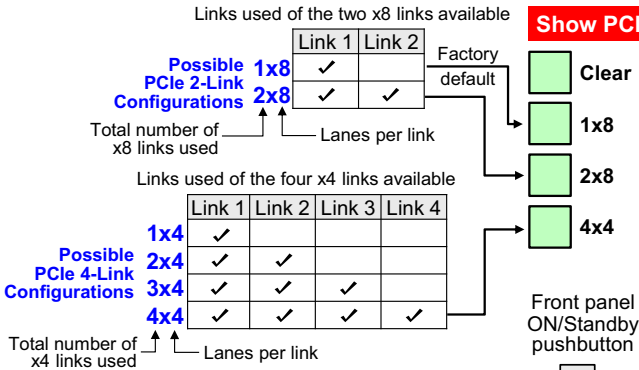 Links used of the two x8 links available
Show PCI
Link 1 Link 2
Possible
PCIe 2-Link
Configurations
1x8 ✓
2x8 ✓ ✓
Factory
default
Total number of
x8 links used
Lanes per link
Clear
1x8
2x8
4x4
Links used of the four x4 links available
Link 1 Link 2 Link 3 Link 4
Possible
PCIe 4-Link
Configurations
1x4 ✓
2x4 ✓ ✓
3x4 ✓ ✓ ✓
4x4 ✓ ✓ ✓ ✓
Total number of
x4 links used
Lanes per link
Front panel
ON/Standby
pushbutton